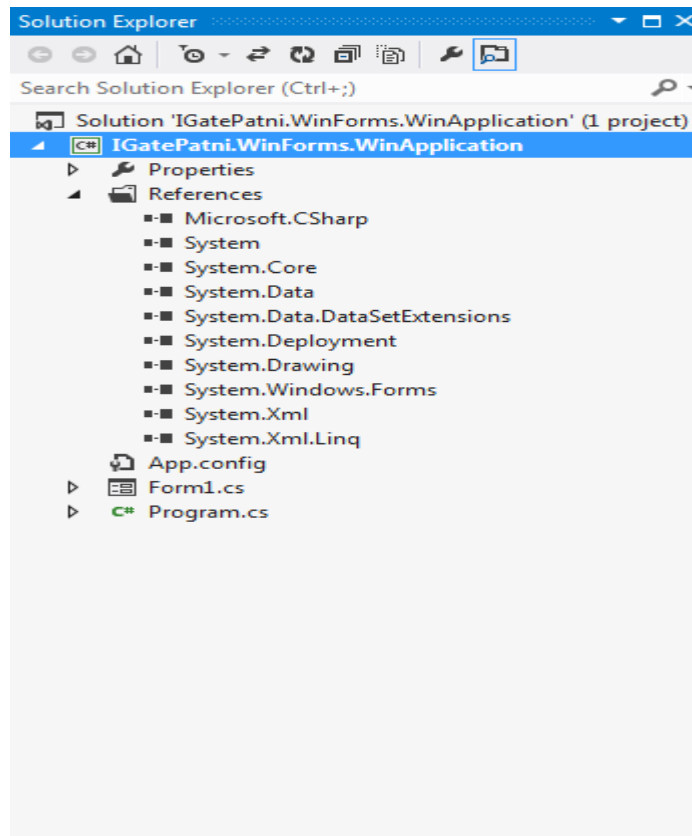 Solution Explorer
Search Solution Explorer (Ctrl+;)
Solution 'IGatePatni.WinForms.WinApplication' (1 project)
C# IGatePatni.WinForms.WinApplication
Properties
References
Microsoft.CSharp
System
System.Core
System.Data
System.Data.DataSetExtensions
System.Deployment
System.Drawing
System.Windows.Forms
System.Xml
System.Xml.Linq
App.config
Form1.cs
C# Program.cs